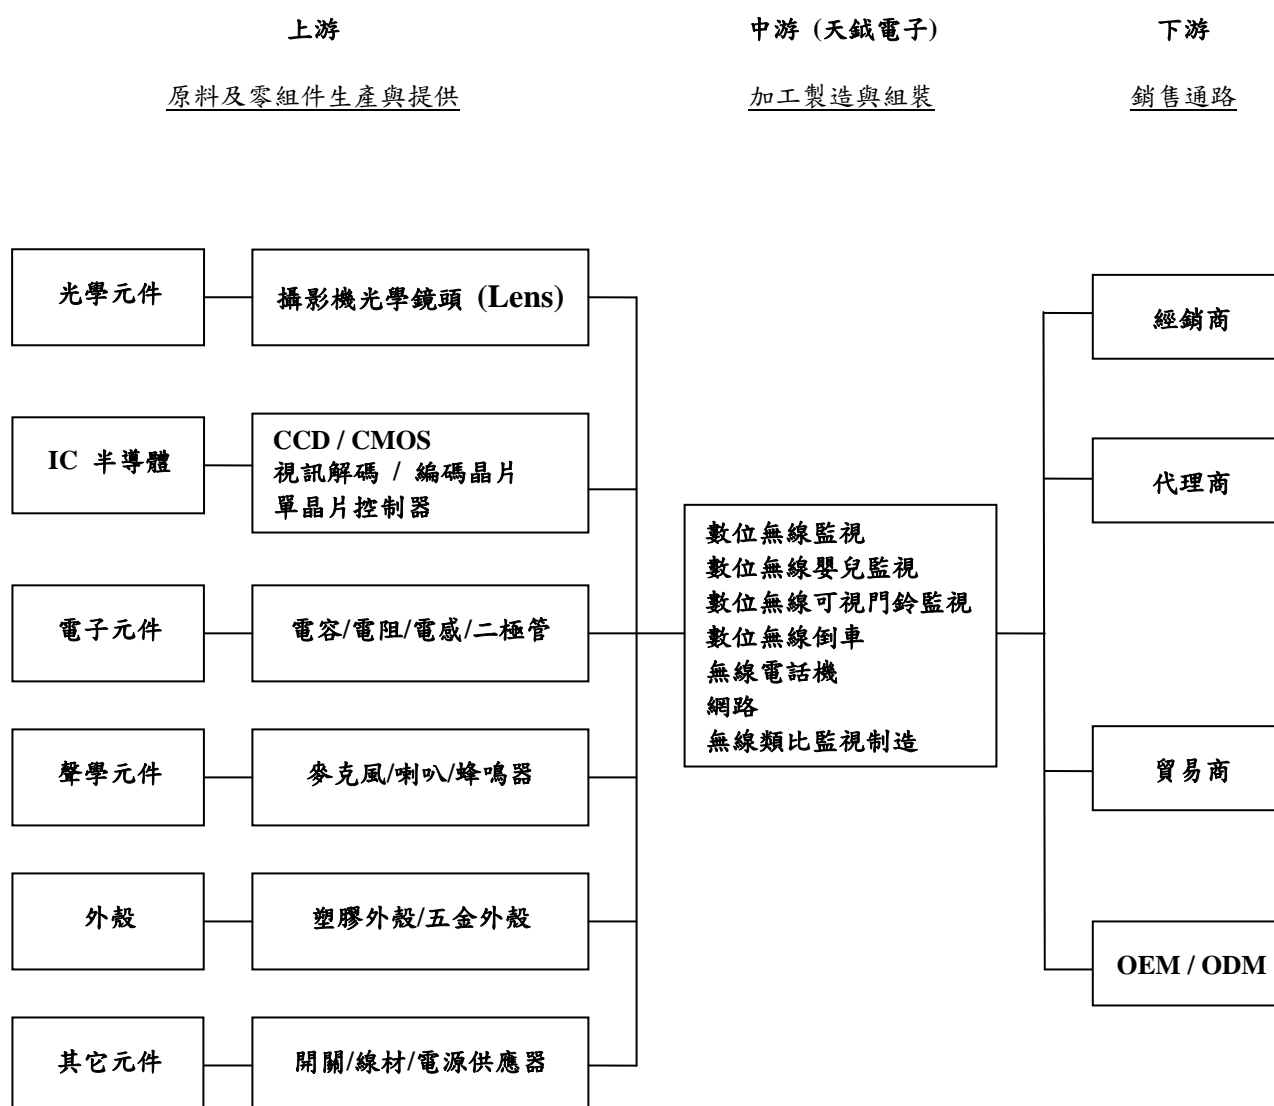 上游
中游 (天鉞電子)
下游
原料及零組件生產與提供
加工製造與組裝
銷售通路
光學元件
攝影機光學鏡頭 (Lens)
IC 半導體
CCD / CMOS
視訊解碼 / 編碼晶片
單晶片控制器
電子元件
電容/電阻/電感/二極管
聲學元件
麥克風/喇叭/蜂鳴器
外殼
塑膠外殼/五金外殼
其它元件
開關/線材/電源供應器
數位無線監視
數位無線嬰兒監視
數位無線可視門鈴監視
數位無線倒車
無線電話機
網路
無線類比監視制造
經銷商
代理商
貿易商
OEM / ODM